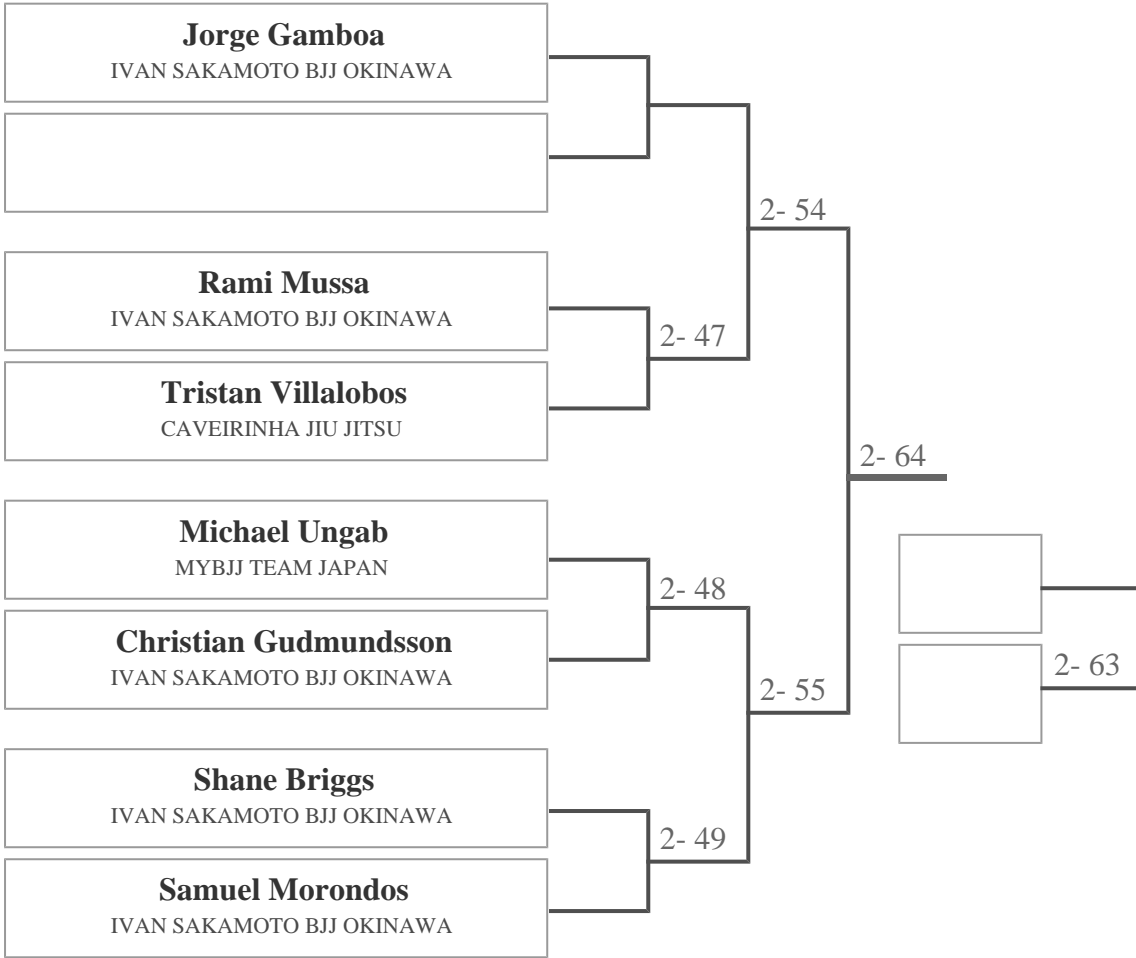 Jorge Gamboa
IVAN SAKAMOTO BJJ OKINAWA
2- 54
Rami Mussa
IVAN SAKAMOTO BJJ OKINAWA
2- 47
Tristan Villalobos
CAVEIRINHA JIU JITSU
2- 64
Michael Ungab
MYBJJ TEAM JAPAN
2- 48
Christian Gudmundsson
IVAN SAKAMOTO BJJ OKINAWA
2- 55
2- 63
Shane Briggs
IVAN SAKAMOTO BJJ OKINAWA
2- 49
Samuel Morondos
IVAN SAKAMOTO BJJ OKINAWA